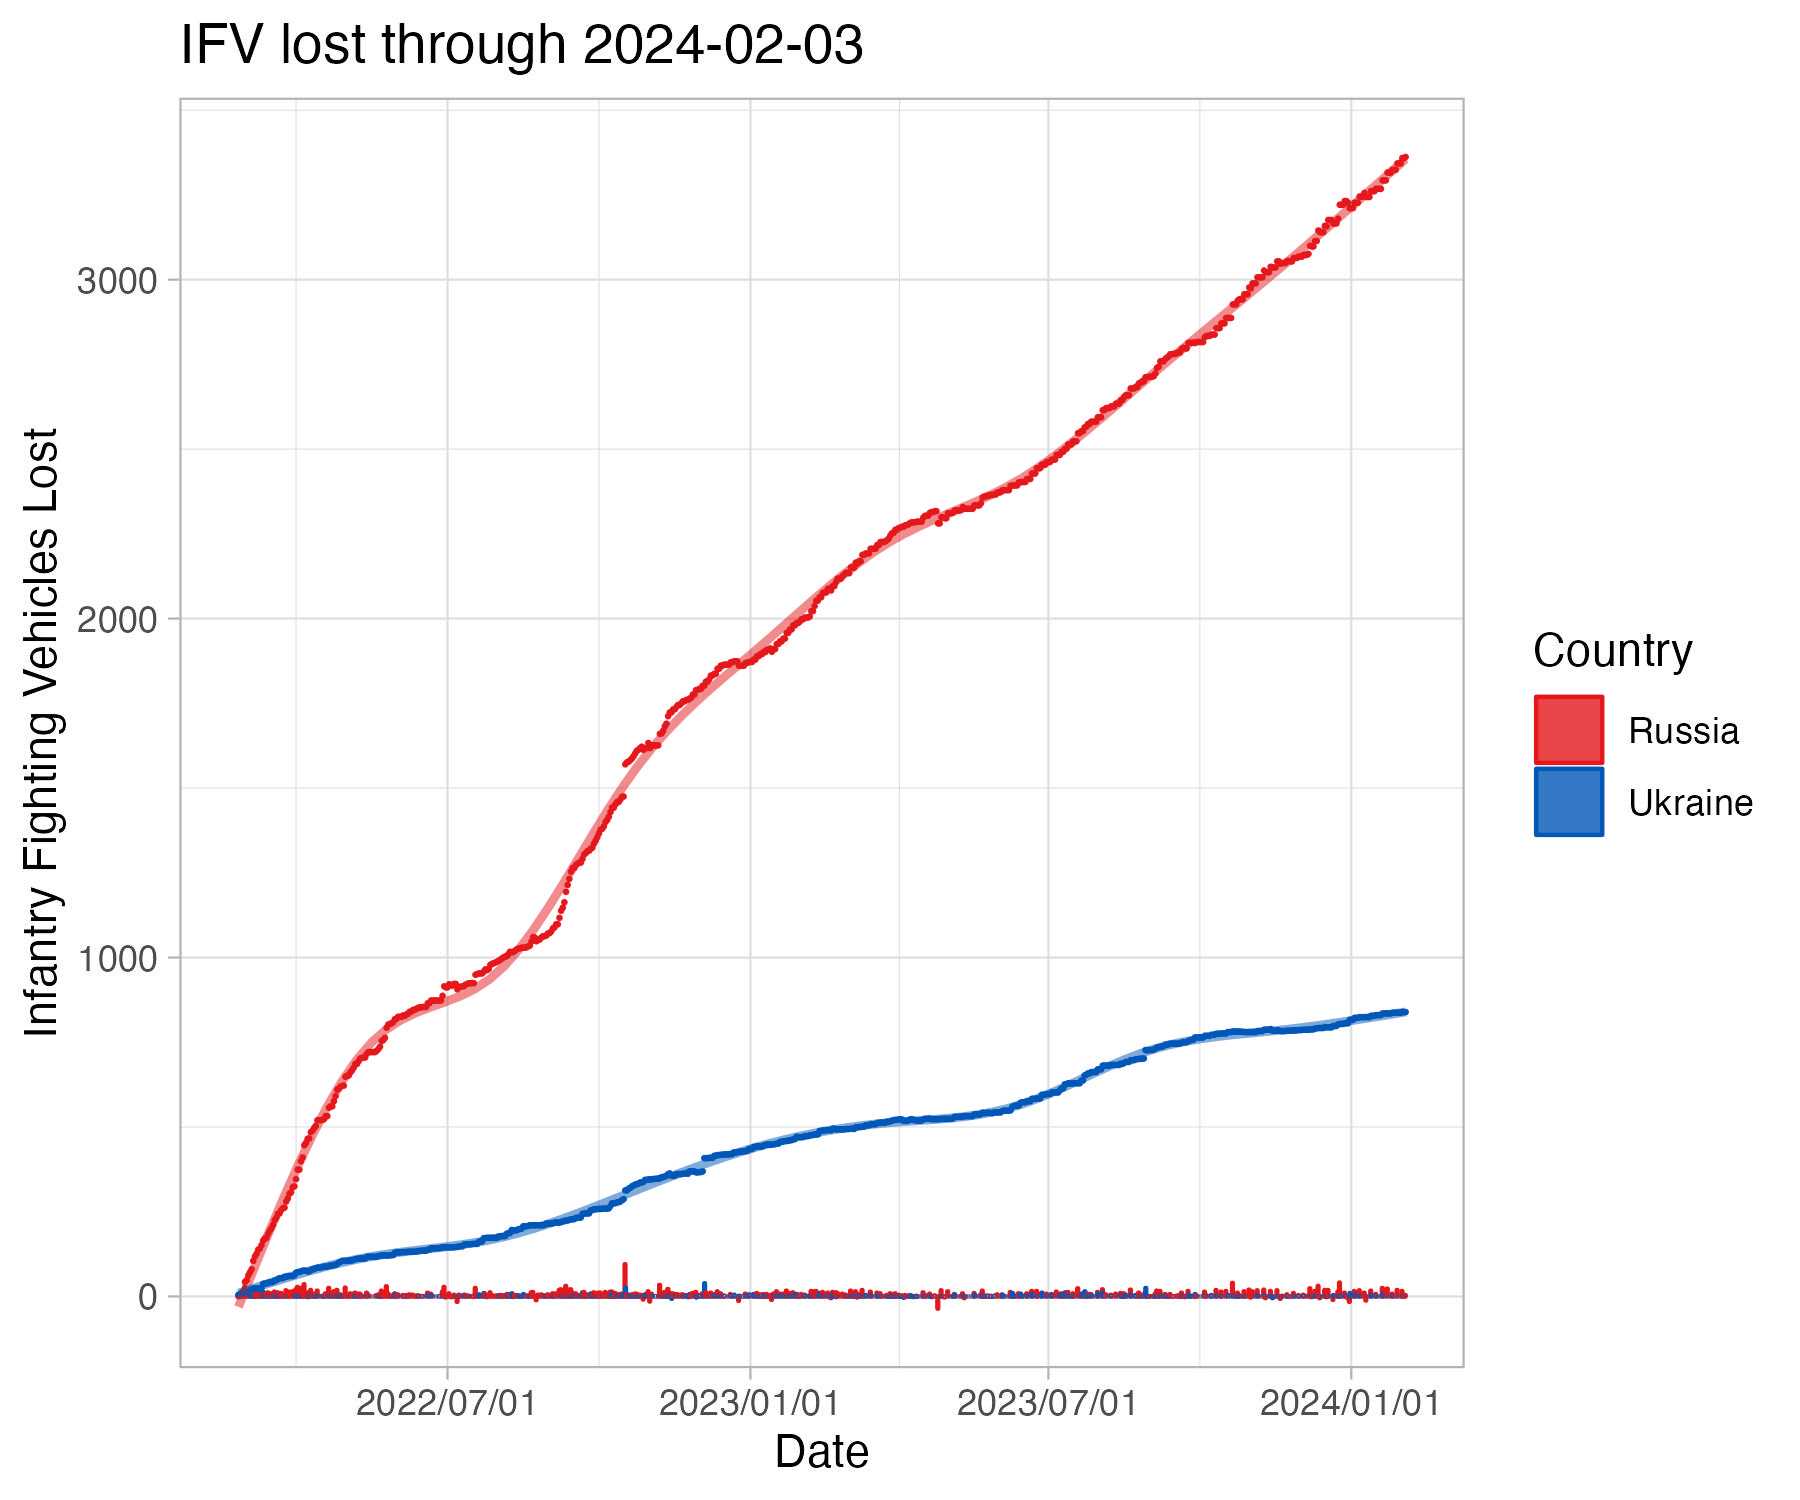 IFV lost through 2024-02-03
Infantry Fighting Vehicles Lost
3000
2000
1000
0
2022/07/01
2023/01/01
2023/07/01
2024/01/01
Date
Country
Russia
Ukraine